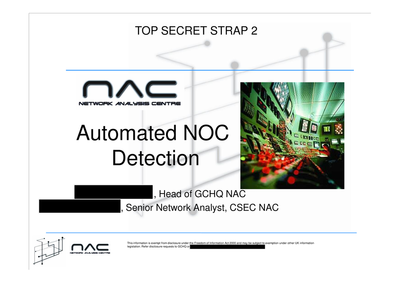 TOP SECRET STRAP 2
NAC
NETWORK ANALYSIS CENTRE
Automated NOC
Detection
, Head of GCHQ NAC
, Senior Network Analyst, CSEC NAC
NAC
NETWORK ANALYSIS CENTRE
This information is exempt from disclosure under the Freedom of Information Act 2000 and may be subject to exemption under other UK information
legislation. Refer disclosure requests to GCHQ